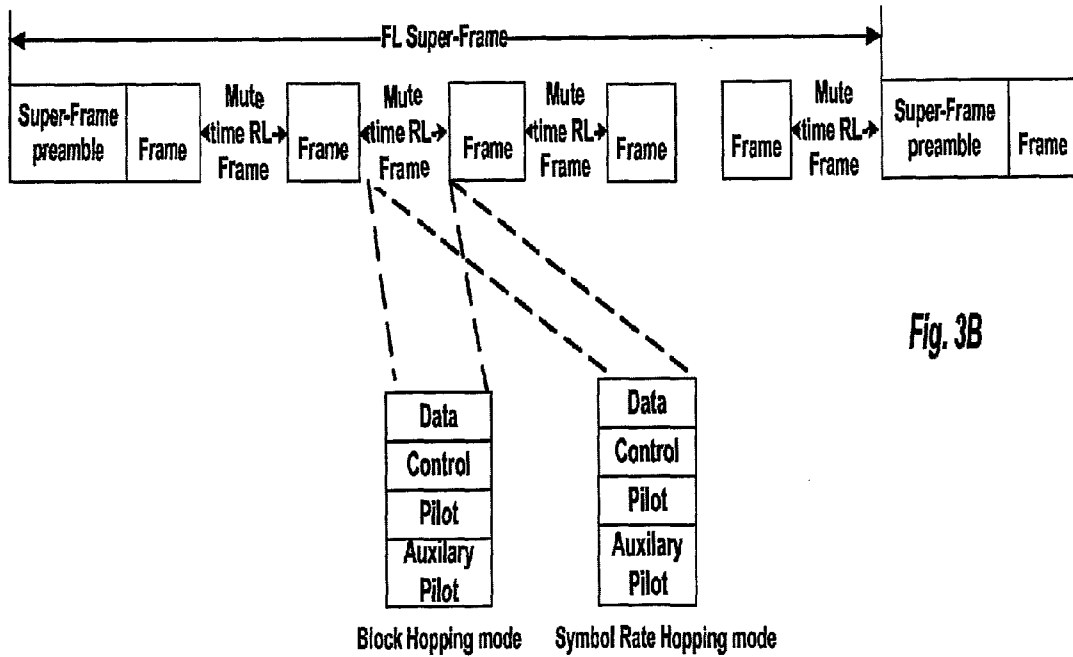 FL Super-Frame
Super-Frame preamble
Frame
Mute time RL Frame
Frame
Mute time RL Frame
Frame
Mute time RL Frame
Frame
Frame
Mute time RL Frame
Super-Frame preamble
Frame
Fig. 3B
Data
Control
Pilot
Auxilary Pilot
Block Hopping mode
Data
Control
Pilot
Auxilary Pilot
Symbol Rate Hopping mode